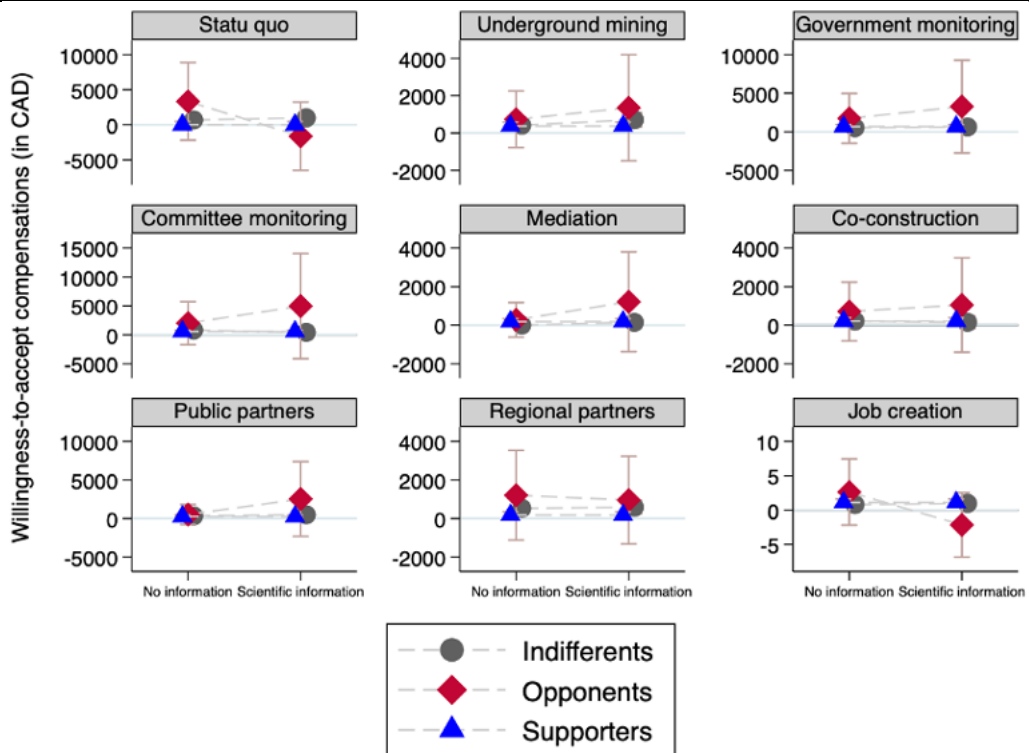 Willingness-to-accept compensations (in CAD)
Statu quo
10000
5000
0
-5000
Underground mining
4000
2000
0
-2000
Government monitoring
10000
5000
0
-5000
Committee monitoring
15000
10000
5000
0
-5000
Mediation
4000
2000
0
-2000
Co-construction
4000
2000
0
-2000
Public partners
10000
5000
0
-5000
No information Scientific information
Regional partners
4000
2000
0
-2000
No information Scientific information
Job creation
10
5
0
-5
No information Scientific information
Indifferents
Opponents
Supporters